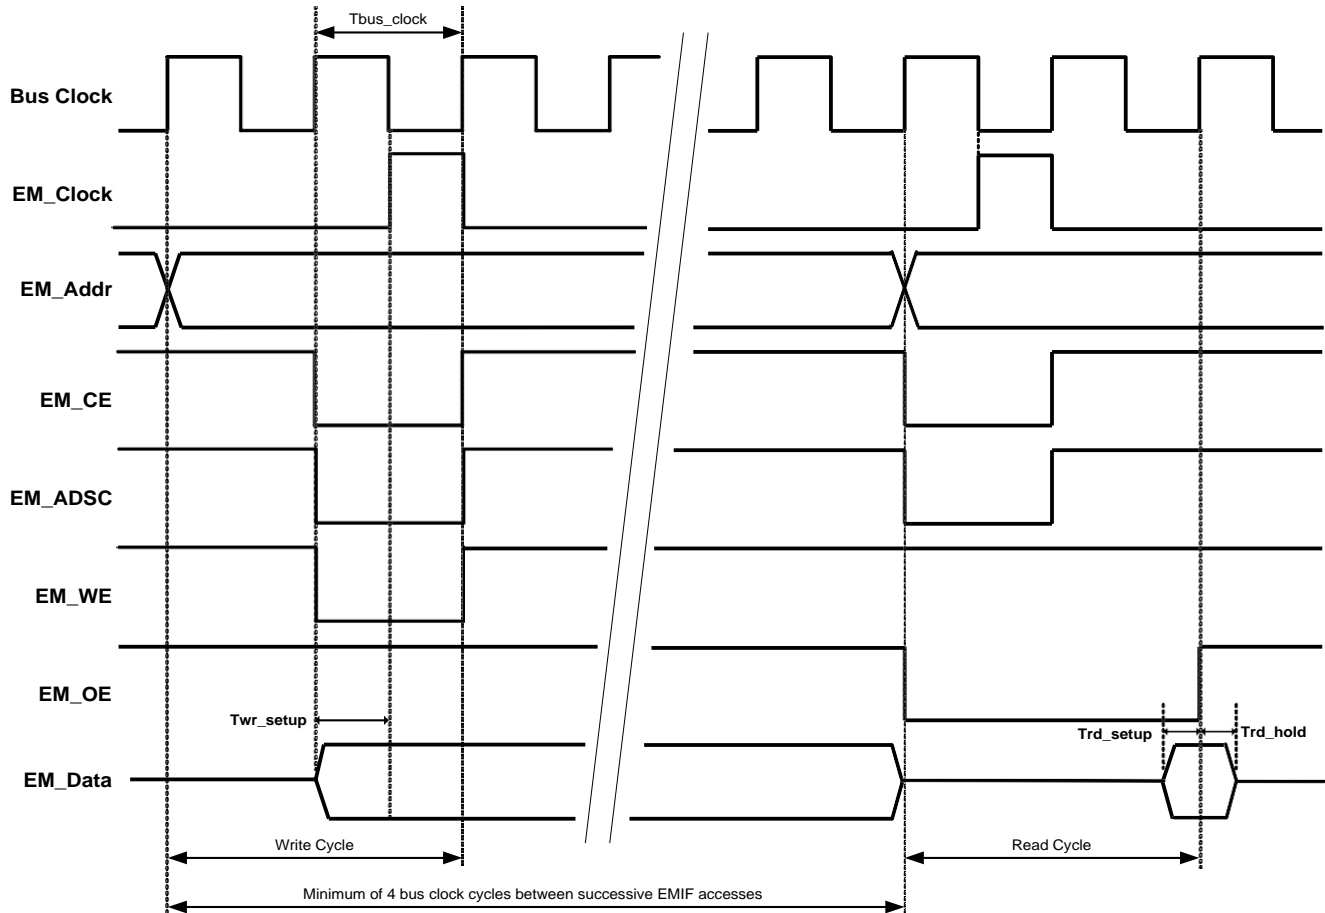 Tbus_clock
Bus Clock
EM_Clock
EM_Addr
EM_CE
EM_ADSC
EM_WE
EM_OE
Twr_setup
Trd_setup
Trd_hold
EM_Data
Write Cycle
Read Cycle
Minimum of 4 bus clock cycles between successive EMIF accesses